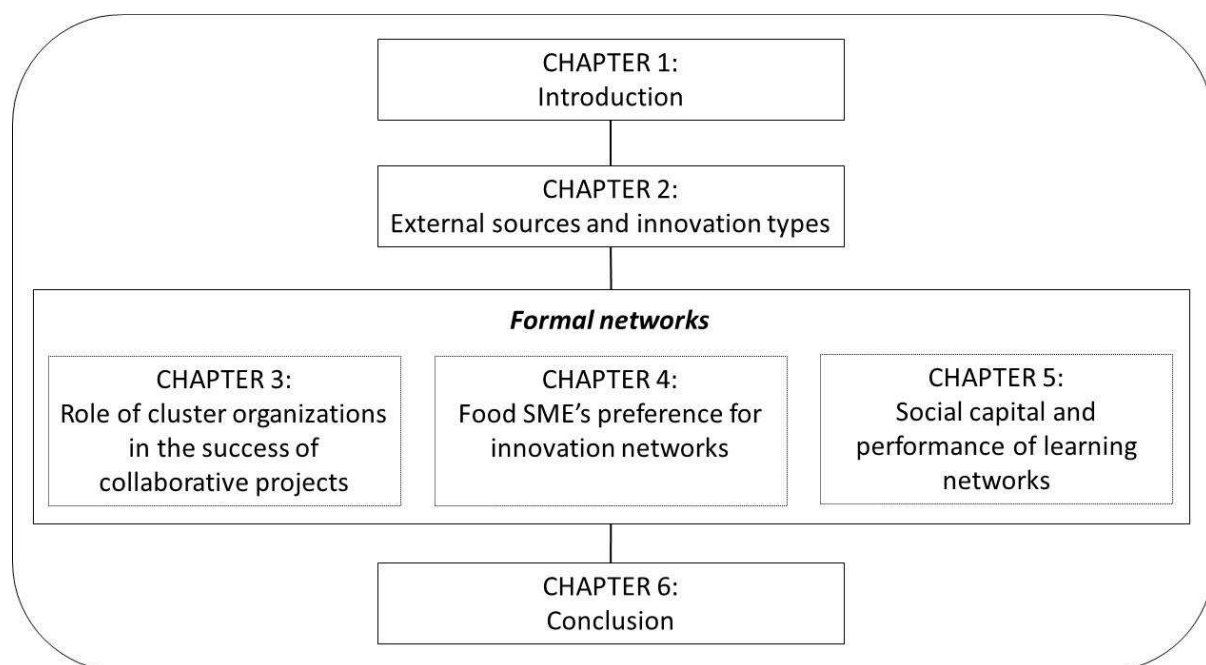 CHAPTER 1:
Introduction
CHAPTER 2:
External sources and innovation types
Formal networks
CHAPTER 3:
Role of cluster organizations
in the success of
collaborative projects
CHAPTER 4:
Food SME’s preference for
innovation networks
CHAPTER 5:
Social capital and
performance of learning
networks
CHAPTER 6:
Conclusion